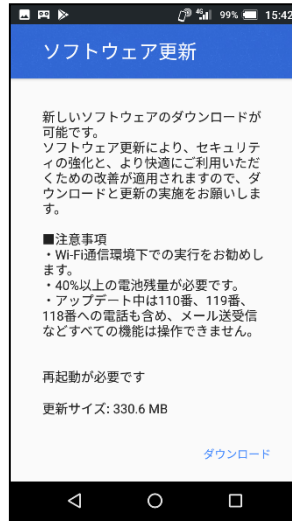 4G 99% 15:42
ソフトウェア更新
新しいソフトウェアのダウンロードが
可能です。
ソフトウェア更新により、セキュリテ
ィの強化と、より快適にご利用いただ
くための改善が適用されますので、ダ
ウンロードと更新の実施をお願いしま
す。
■注意事項
・Wi-Fi通信環境下での実行をお勧めし
ます。
・40%以上の電池残量が必要です。
・アップデート中は110番、119番、
118番への電話も含め、メール送受信
などすべての機能は操作できません。
再起動が必要です
更新サイズ: 330.6 MB
ダウンロード